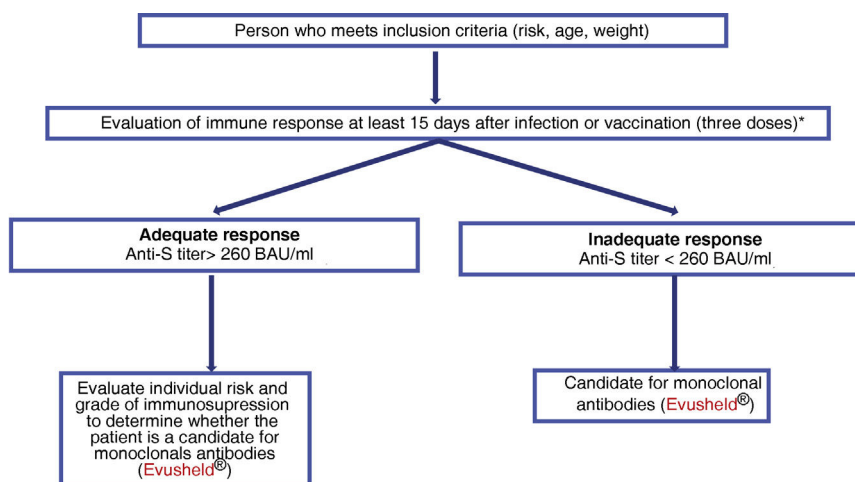 Person who meets inclusion criteria (risk, age, weight)
Evaluation of immune response at least 15 days after infection or vaccination (three doses)*
Adequate response
Anti-S titer> 260 BAU/ml
Inadequate response
Anti-S titer < 260 BAU/ml
Evaluate individual risk and
grade of immunosupression
to determine whether the
patient is a candidate for
monoclonals antibodies
(Evusheld®)
Candidate for monoclonal
antibodies (Evusheld®)